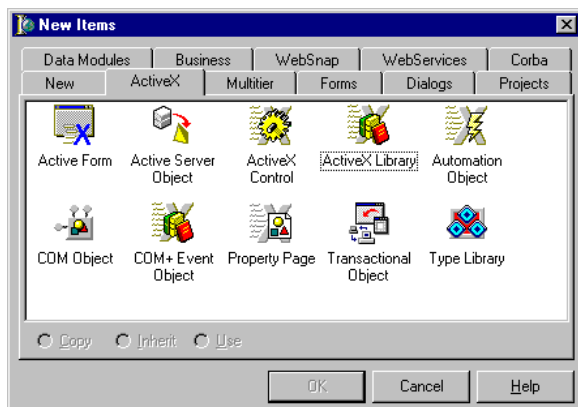 New Items
Data Modules Business WebSnap WebServices Corba
New ActiveX Multitier Forms Dialogs Projects
Active Form Active Server ActiveX ActiveX Library Automation
Object Control Object
COM Object COM+ Event Property Page Transactional Type Library
Object Object
Copy Inherit Use
OK Cancel Help